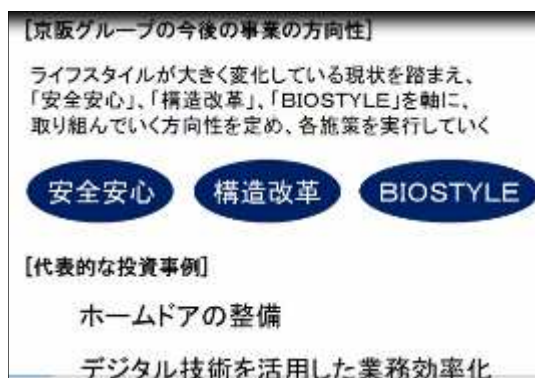 [京阪グループの今後の事業の方向性]
ライフスタイルが大きく変化している現状を踏まえ、
「安全安心」、「構造改革」、「BIOSTYLE」を軸に、
取り組んでいく方向性を定め、各施策を実行していく
安全安心 構造改革 BIOSTYLE
[代表的な投資事例]
ホームドアの整備
デジタル技術を活用した業務効率化